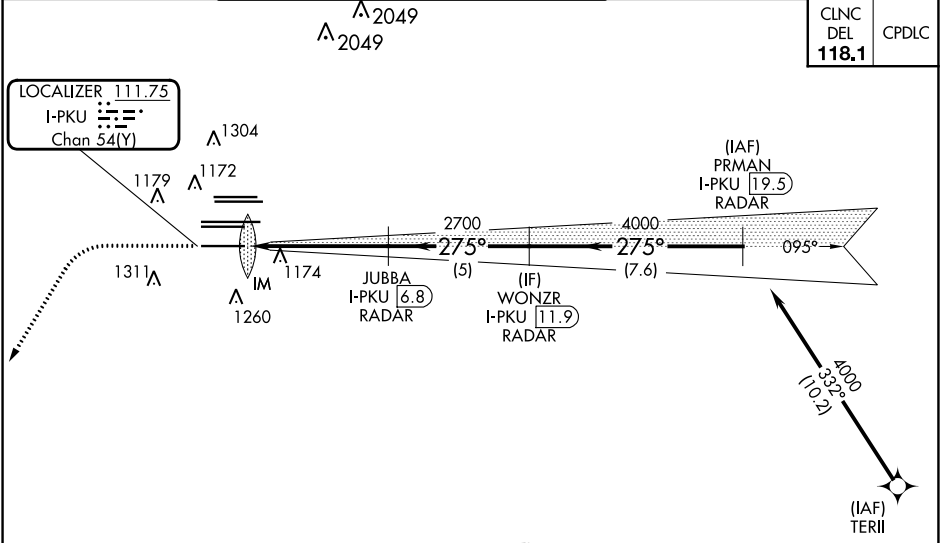 2049
2049
CLNC
DEL
118.1
CPDLC
LOCALIZER 111.75
I-PKU
Chan 54(Y)
1304
1179
1172
(IAF)
PRMAN
I-PKU 19.5
RADAR
2700
4000
275°
275°
095°
(5)
(7.6)
1311
IM
1174
1260
JUBBA
I-PKU 6.8
RADAR
(IF)
WONZR
I-PKU 11.9
RADAR
4000
332°
(10.2)
(IAF)
TERII